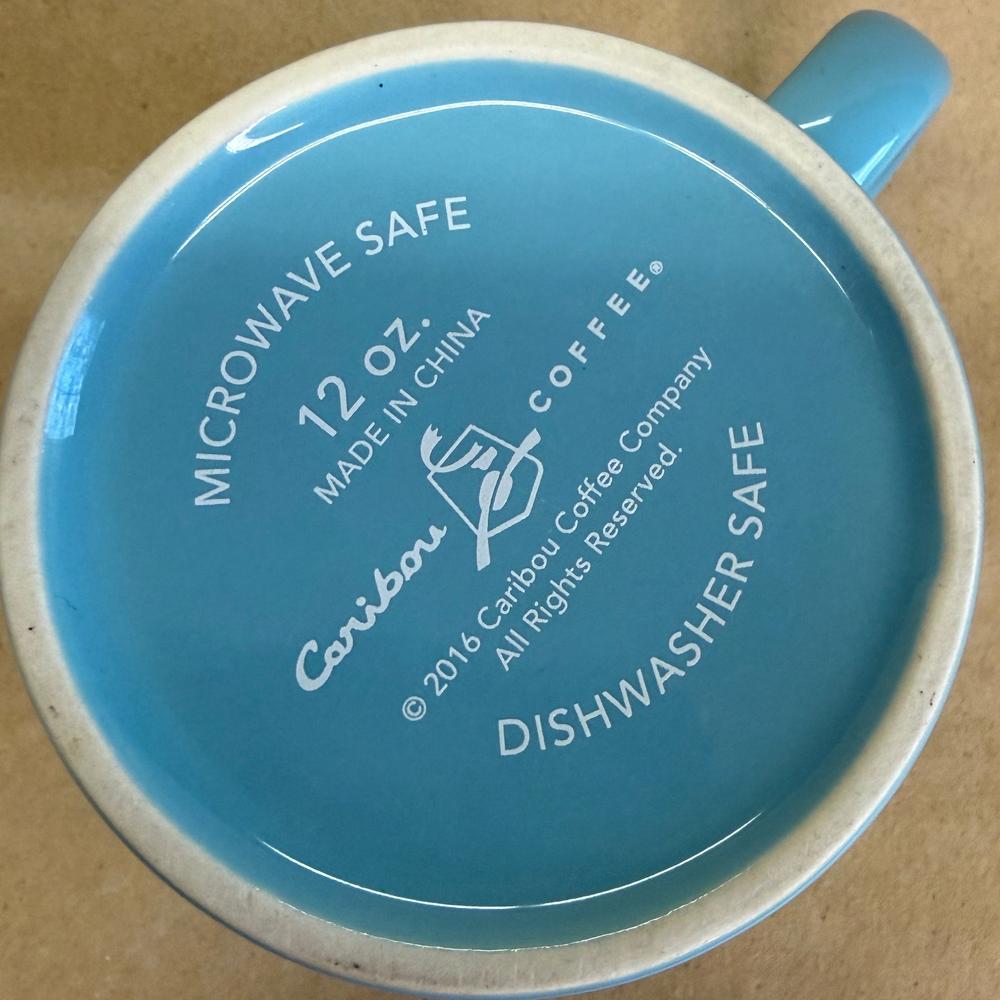 MICROWAVE SAFE
12 OZ.
MADE IN CHINA
Caribou COFFEE®
© 2016 Caribou Coffee Company
All Rights Reserved.
DISHWASHER SAFE